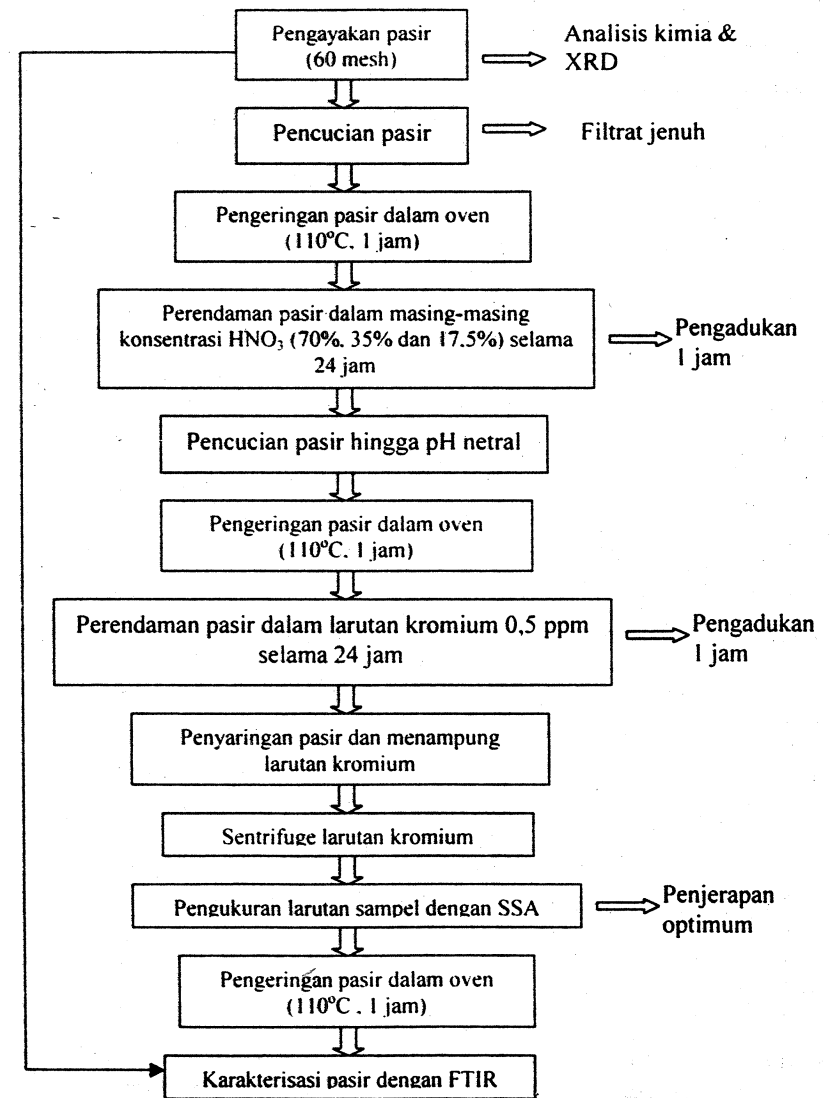 Pengayakan pasir
(60 mesh)
Analisis kimia &
XRD
Pencucian pasir
Filtrat jenuh
Pengeringan pasir dalam oven
(110°C. 1 jam)
Perendaman pasir dalam masing-masing
konsentrasi HNO₃ (70%. 35% dan 17.5%) selama
24 jam
Pengadukan
1 jam
Pencucian pasir hingga pH netral
Pengeringan pasir dalam oven
(110°C. 1 jam)
Perendaman pasir dalam larutan kromium 0,5 ppm
selama 24 jam
Pengadukan
1 jam
Penyaringan pasir dan menampung
larutan kromium
Sentrifuge larutan kromium
Pengukuran larutan sampel dengan SSA
Penjerapan
optimum
Pengeringan pasir dalam oven
(110°C . 1 jam)
Karakterisasi pasir dengan FTIR